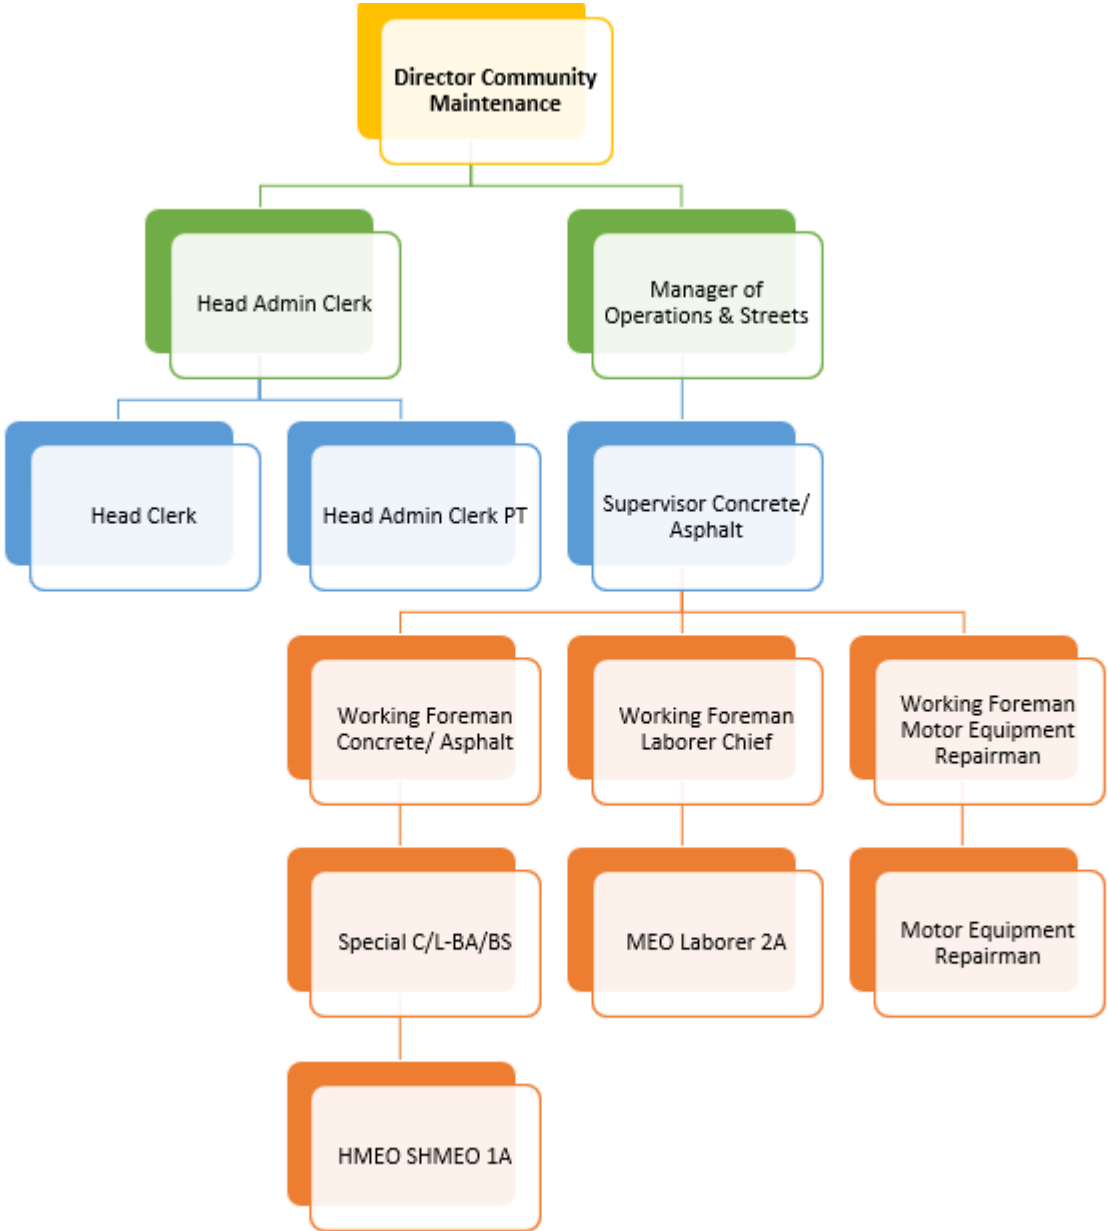 Director Community
Maintenance
Head Admin Clerk
Manager of
Operations & Streets
Head Clerk
Head Admin Clerk PT
Supervisor Concrete/
Asphalt
Working Foreman
Concrete/ Asphalt
Working Foreman
Laborer Chief
Working Foreman
Motor Equipment
Repairman
Special C/L-BA/BS
MEO Laborer 2A
Motor Equipment
Repairman
HMEO SHMEO 1A